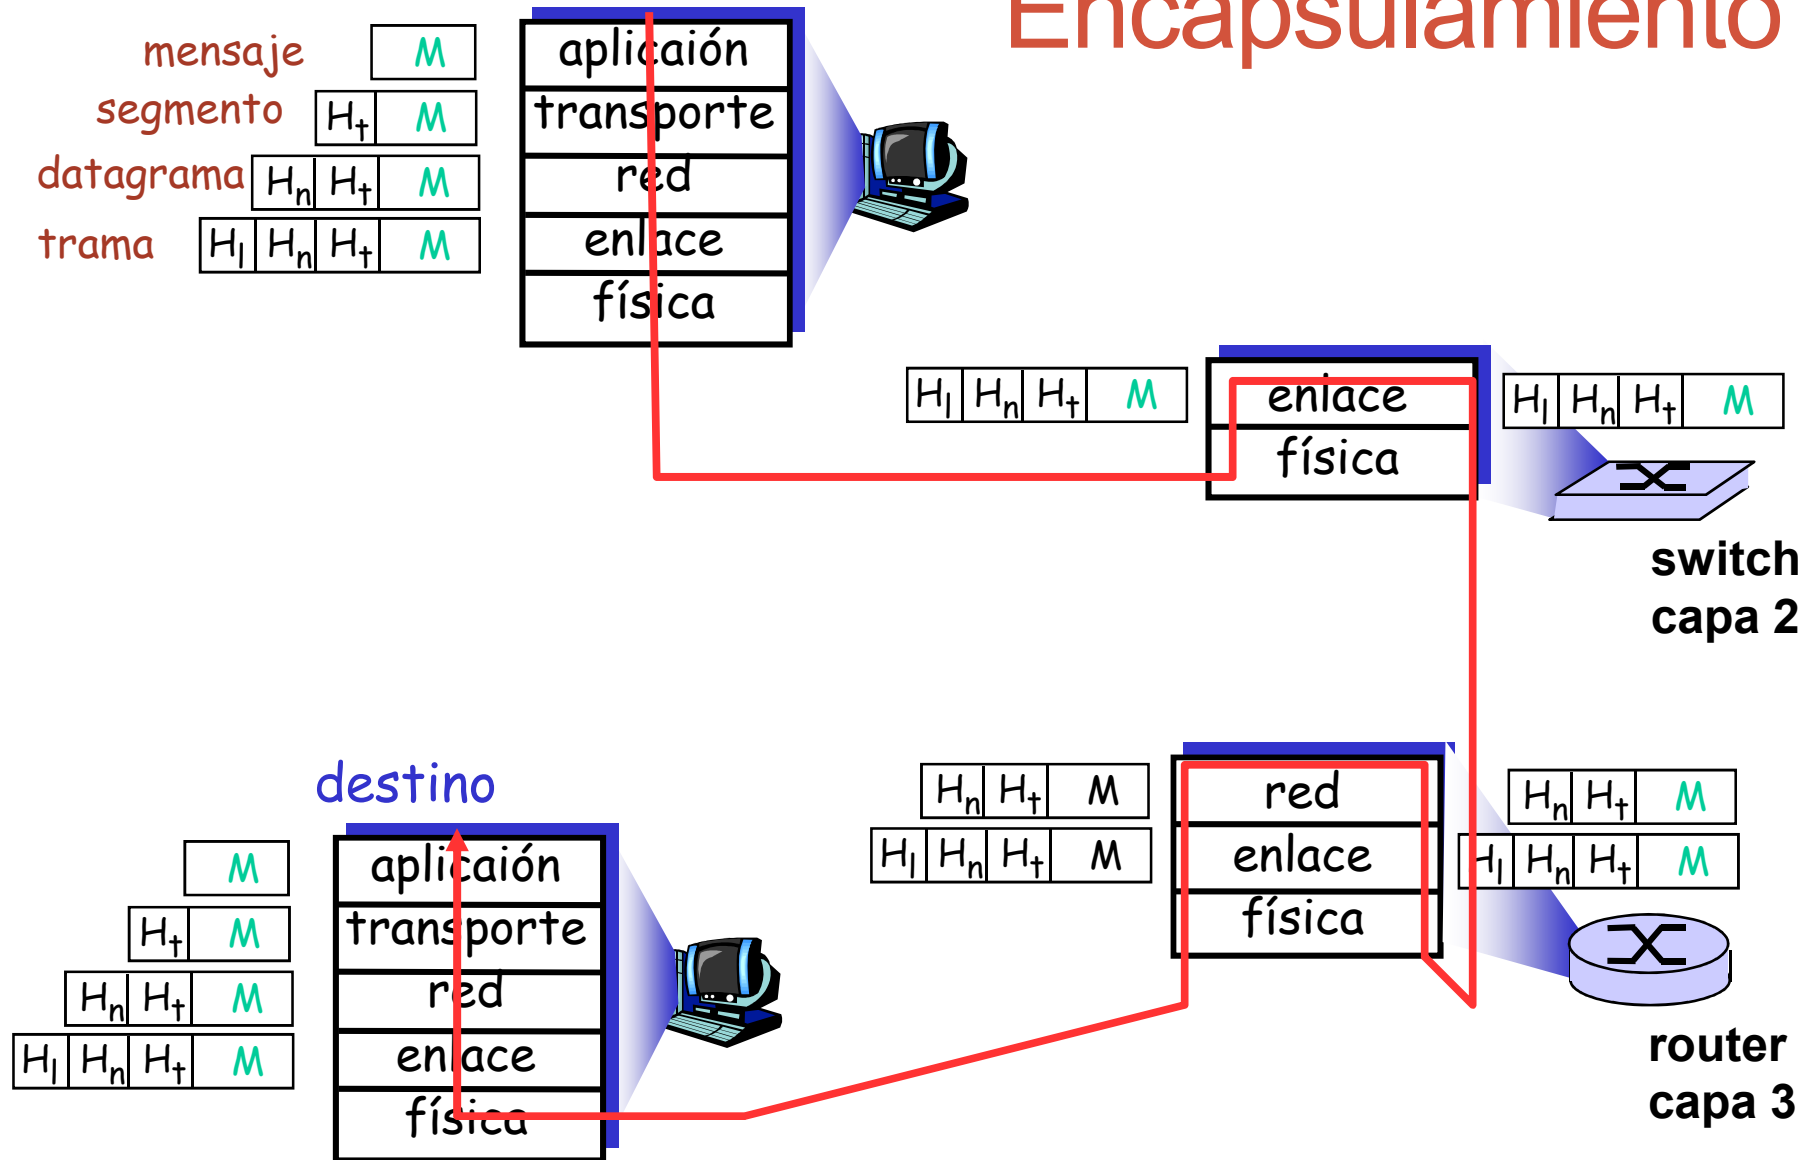 Encapsulamiento
mensaje M aplicaión
segmento Ht M transporte
datagrama Hn Ht M red
trama Hl Hn Ht M enlace
física
Hl Hn Ht M enlace Hl Hn Ht M
física
switch
capa 2
Hn Ht M red Hn Ht M
Hl Hn Ht M enlace Hl Hn Ht M
física
router
capa 3
destino
M aplicaión
Ht M transporte
Hn Ht M red
Hl Hn Ht M enlace
física